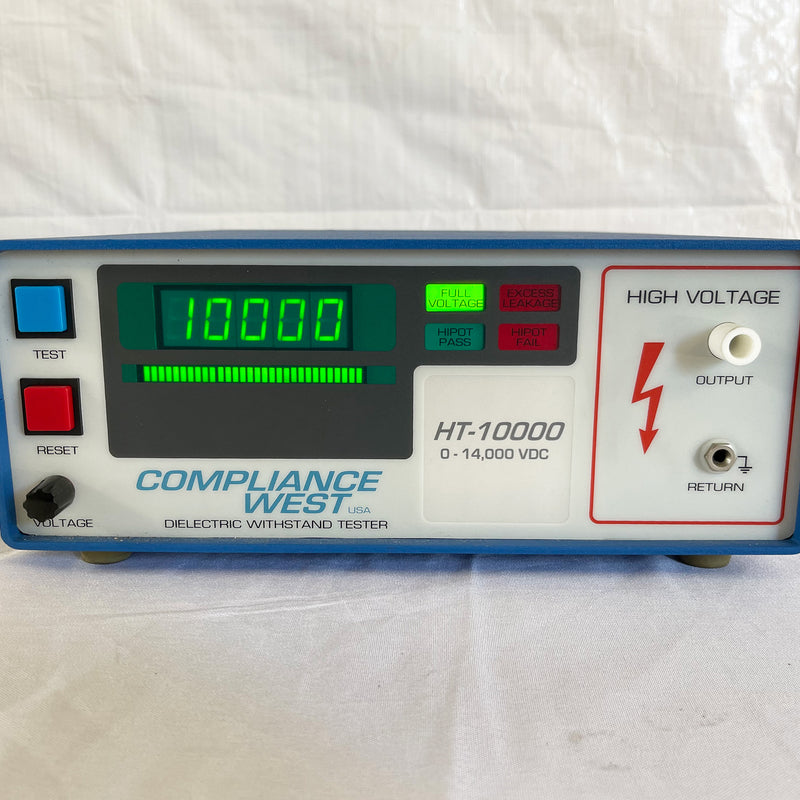 TEST
RESET
VOLTAGE
10000
FULL
VOLTAGE
EXCESS
LEAKAGE
HIPOT
PASS
HIPOT
FAIL
COMPLIANCE
WEST
USA
DIELECTRIC WITHSTAND TESTER
HT-10000
0 - 14,000 VDC
HIGH VOLTAGE
OUTPUT
RETURN